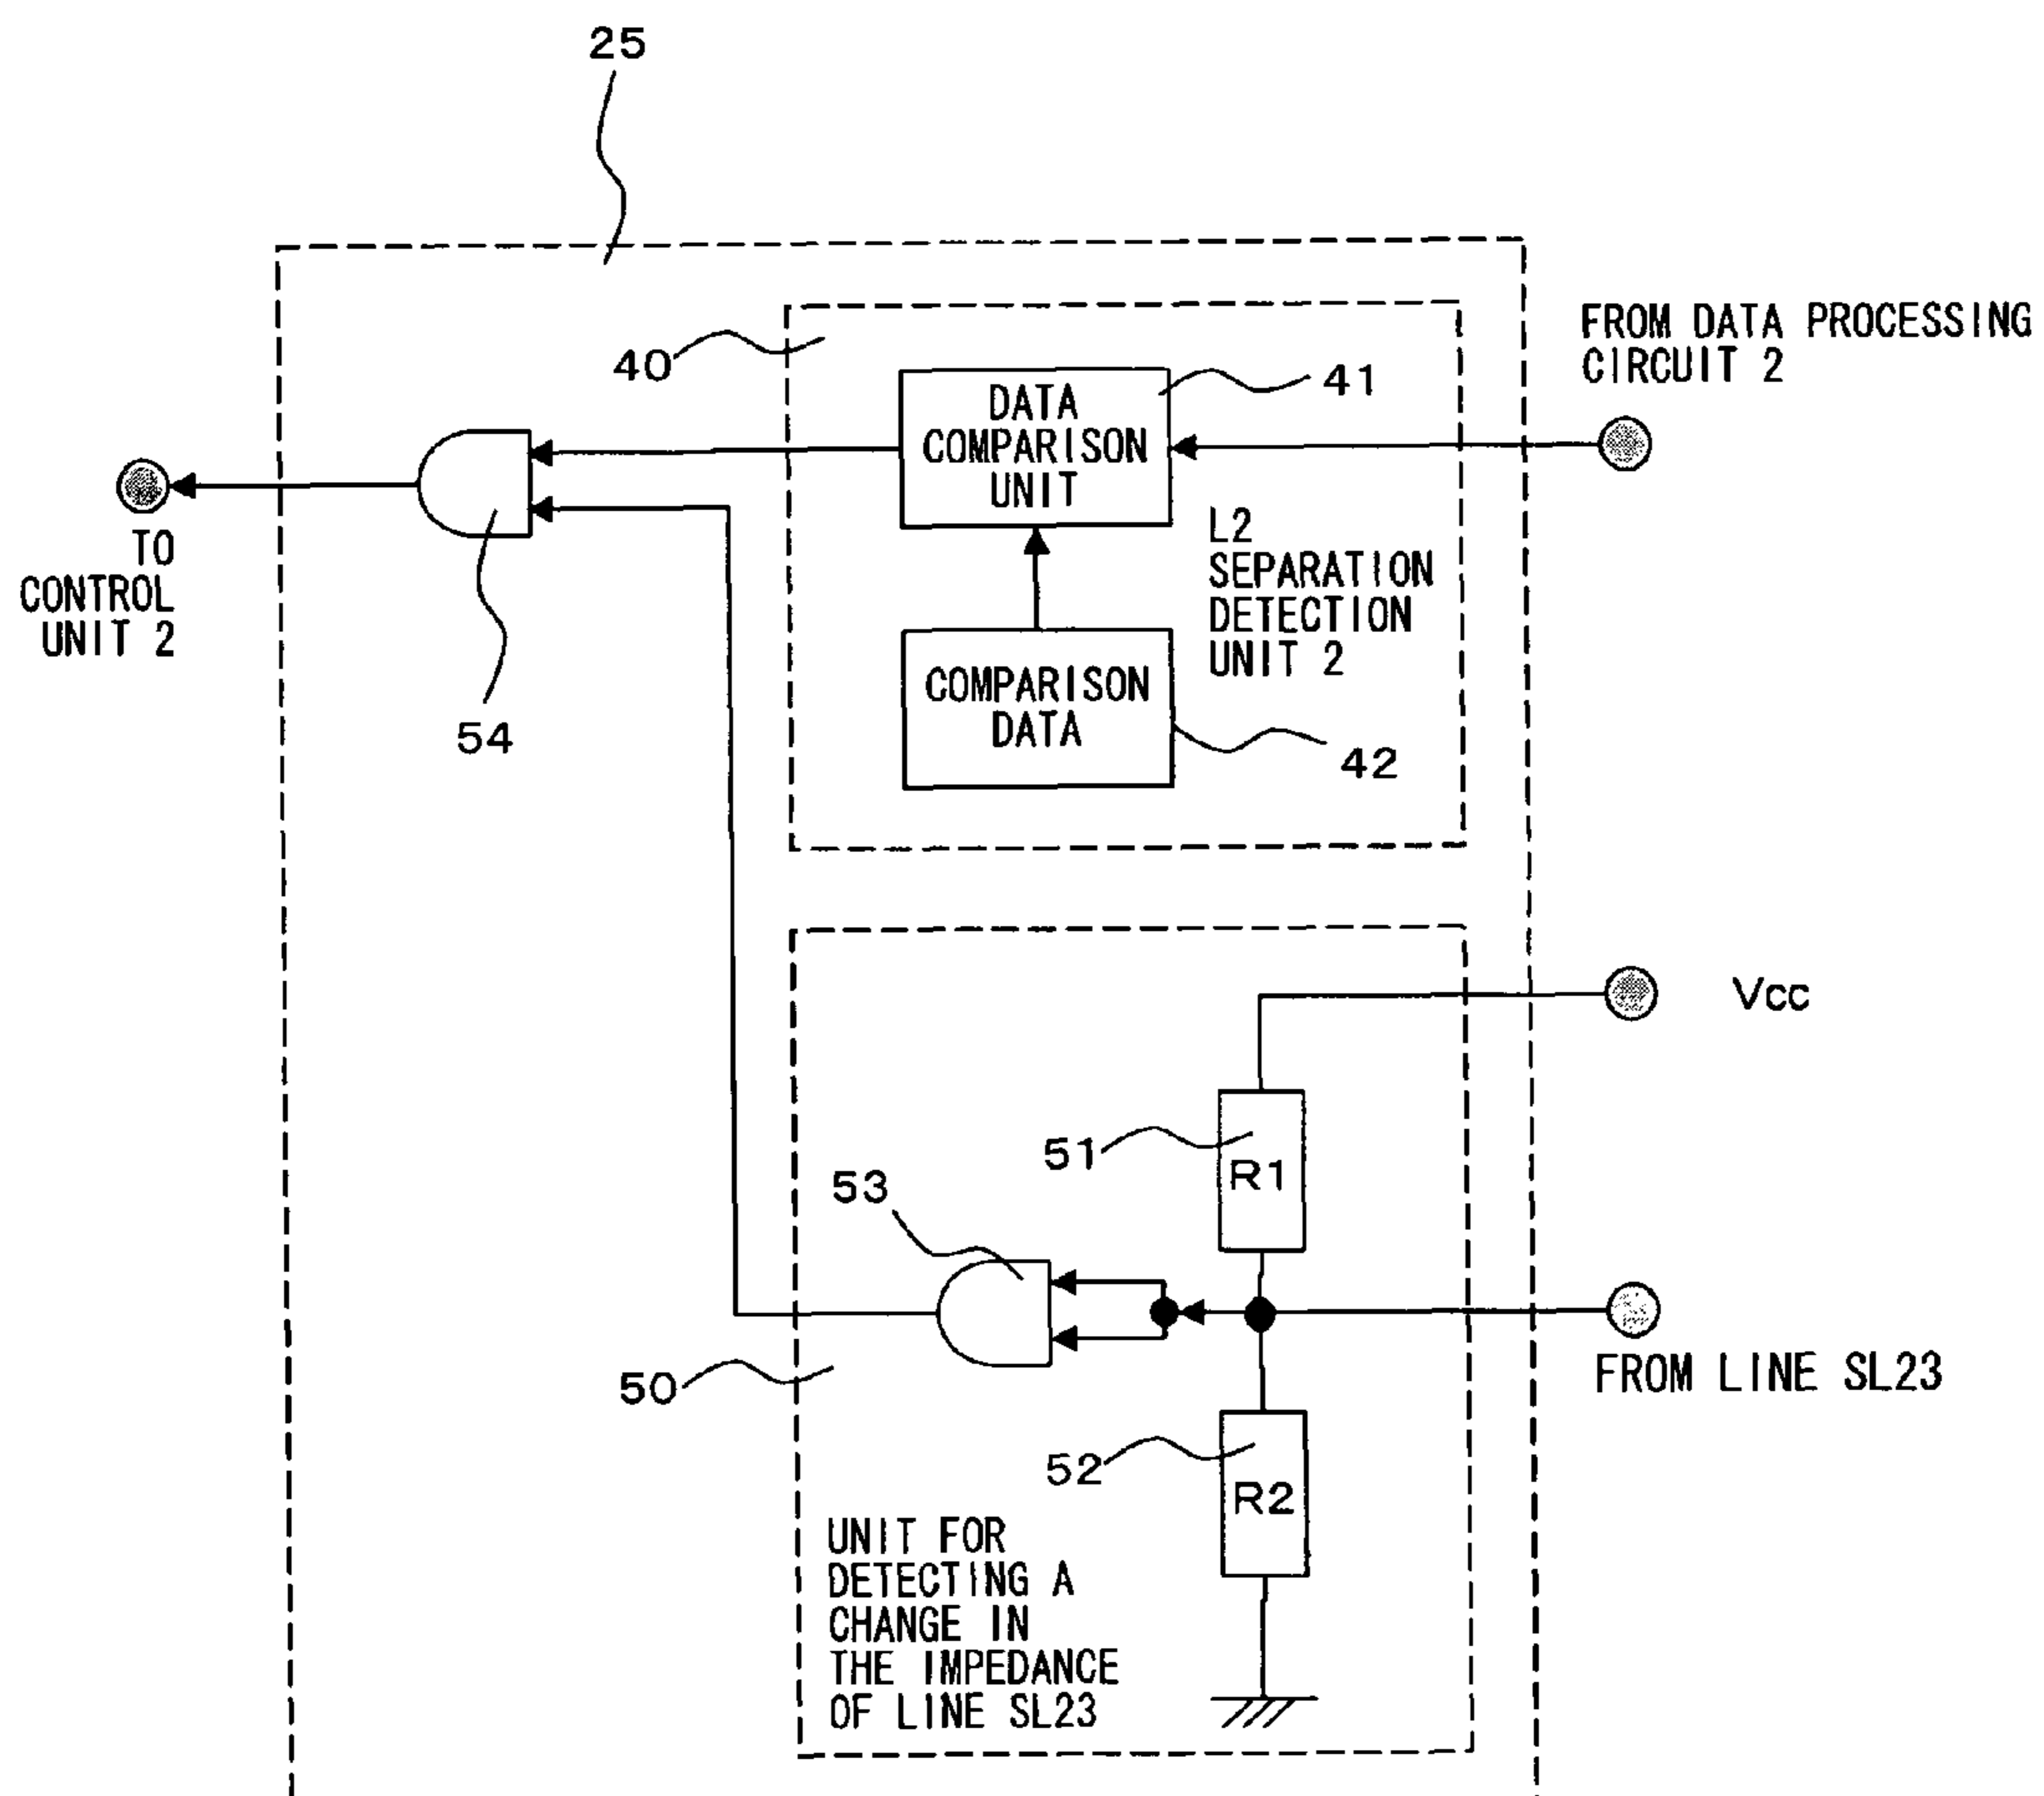 25
FROM DATA PROCESSING
CIRCUIT 2
40
41
DATA
COMPARISON
UNIT
TO
CONTROL
UNIT 2
L2
SEPARATION
DETECTION
UNIT 2
COMPARISON
DATA
54
42
Vcc
51
R1
53
FROM LINE SL23
50
52
R2
UNIT FOR
DETECTING A
CHANGE IN
THE IMPEDANCE
OF LINE SL23